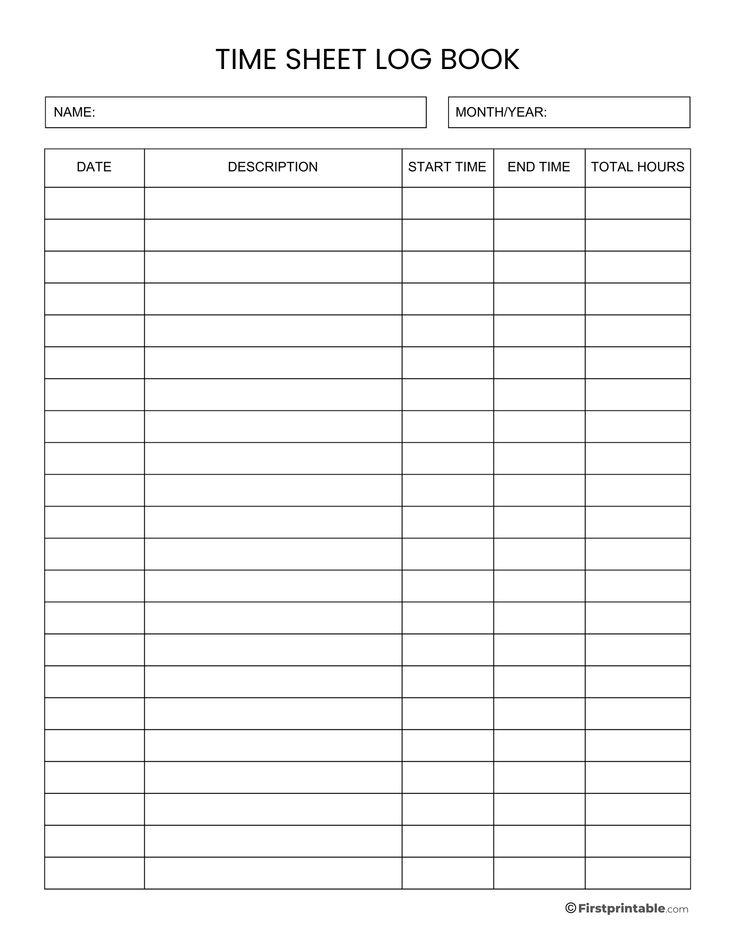 TIME SHEET LOG BOOK
NAME: MONTH/YEAR:
DATE DESCRIPTION START TIME END TIME TOTAL HOURS
©Firstprintable.com